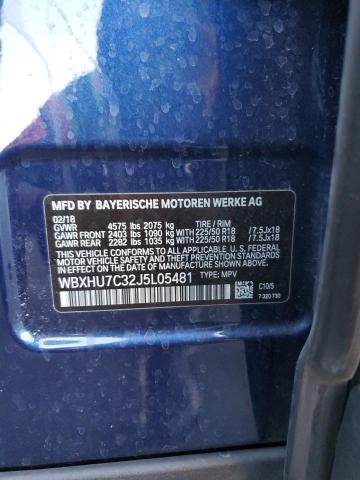 MFD BY BAYERISCHE MOTOREN WERKE AG
02/18
GVWR 4575 lbs 2075 kg TIRE / RIM
GAWR FRONT 2403 lbs 1090 kg 225/50 R18 /7.5Jx18
GAWR REAR 2282 lbs 1035 kg 225/50 R18 /7.5Jx18
THIS VEHICLE CONFORMS TO ALL APPLICABLE U.S. FEDERAL
MOTOR VEHICLE SAFETY, BUMPER, AND THEFT PREVENTION
STANDARDS IN EFFECT ON THE DATE OF MANUFACTURE SHOWN ABOVE.
WBXHU7C32J5L05481 TYPE: MPV
C10/5
7 320 730